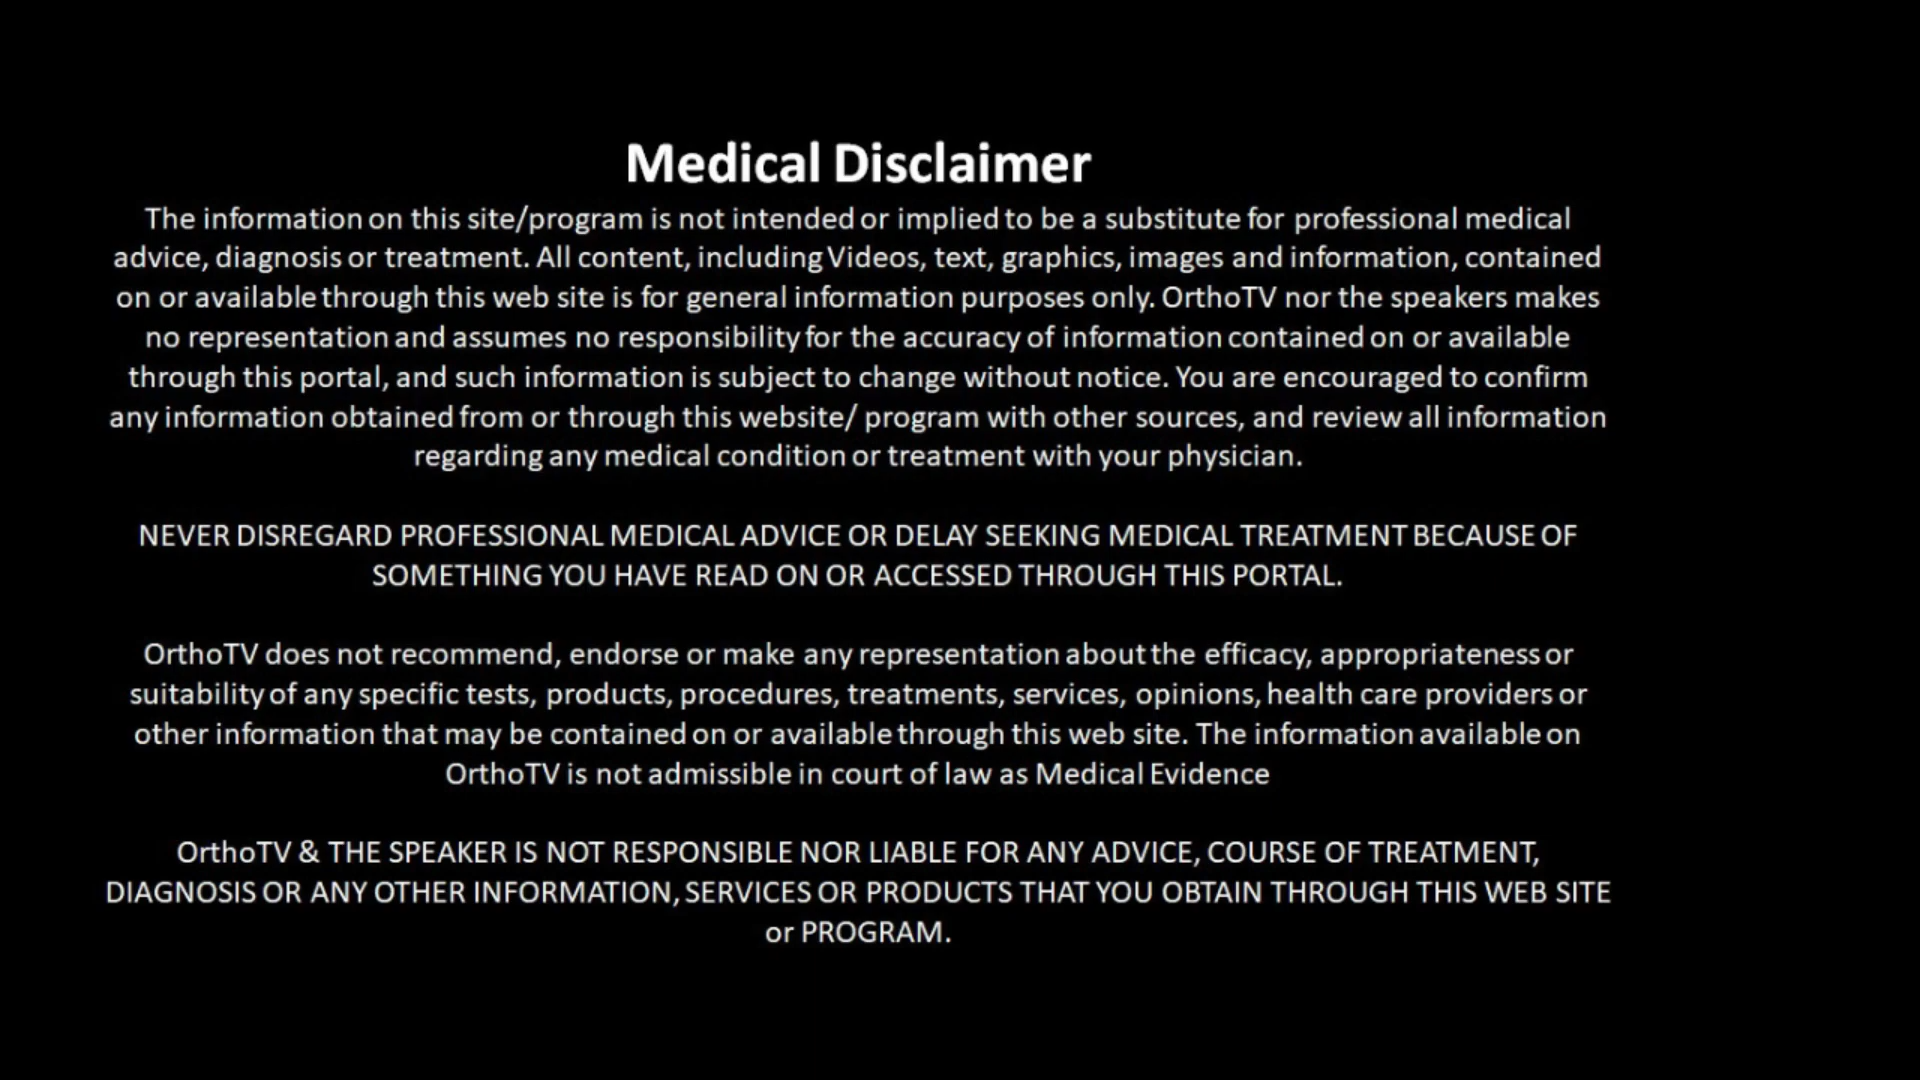 Medical Disclaimer
The information on this site/program is not intended or implied to be a substitute for professional medical
advice, diagnosis or treatment. All content, including Videos, text, graphics, images and information, contained
on or available through this web site is for general information purposes only. OrthoTV nor the speakers makes
no representation and assumes no responsibility for the accuracy of information contained on or available
through this portal, and such information is subject to change without notice. You are encouraged to confirm
any information obtained from or through this website/ program with other sources, and review all information
regarding any medical condition or treatment with your physician.
NEVER DISREGARD PROFESSIONAL MEDICAL ADVICE OR DELAY SEEKING MEDICAL TREATMENT BECAUSE OF
SOMETHING YOU HAVE READ ON OR ACCESSED THROUGH THIS PORTAL.
OrthoTV does not recommend, endorse or make any representation about the efficacy, appropriateness or
suitability of any specific tests, products, procedures, treatments, services, opinions, health care providers or
other information that may be contained on or available through this web site. The information available on
OrthoTV is not admissible in court of law as Medical Evidence
OrthoTV & THE SPEAKER IS NOT RESPONSIBLE NOR LIABLE FOR ANY ADVICE, COURSE OF TREATMENT,
DIAGNOSIS OR ANY OTHER INFORMATION, SERVICES OR PRODUCTS THAT YOU OBTAIN THROUGH THIS WEB SITE
or PROGRAM.